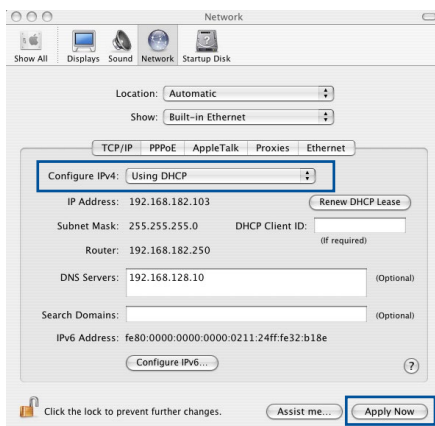 Network
Show All Displays Sound Network Startup Disk
Location: Automatic
Show: Built-in Ethernet
TCP/IP PPPoE AppleTalk Proxies Ethernet
Configure IPv4: Using DHCP
IP Address: 192.168.182.103 Renew DHCP Lease
Subnet Mask: 255.255.255.0 DHCP Client ID:
(If required)
Router: 192.168.182.250
DNS Servers: 192.168.128.10 (Optional)
Search Domains: (Optional)
IPv6 Address: fe80:0000:0000:0000:0211:24ff:fe32:b18e
Configure IPv6... ?
Click the lock to prevent further changes. Assist me... Apply Now